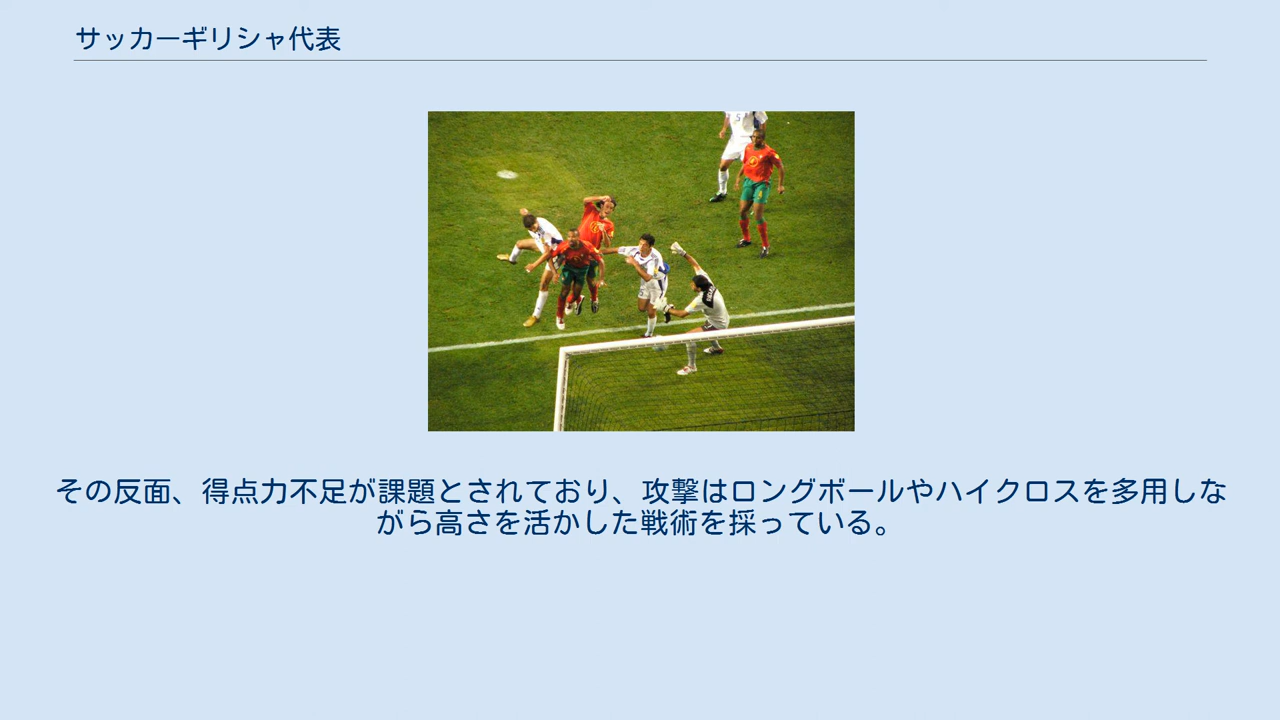 サッカーギリシャ代表
その反面、得点力不足が課題とされており、攻撃はロングボールやハイクロスを多用しな
がら高さを活かした戦術を採っている。